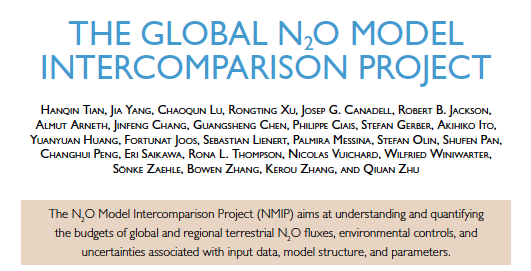 THE GLOBAL N₂O MODEL
INTERCOMPARISON PROJECT
Hanqin Tian, Jia Yang, Chaoqun Lu, Rongting Xu, Josep G. Canadell, Robert B. Jackson,
Almut Arneth, Jinfeng Chang, Guangsheng Chen, Philippe Ciais, Stefan Gerber, Akihiko Ito,
Yuanyuan Huang, Fortunat Joos, Sebastian Lienert, Palmira Messina, Stefan Olin, Shufen Pan,
Changhui Peng, Eri Saikawa, Rona L. Thompson, Nicolas Vuichard, Wilfried Winiwarter,
Sönke Zaehle, Bowen Zhang, Kerou Zhang, and Qiuan Zhu
The N₂O Model Intercomparison Project (NMIP) aims at understanding and quantifying
the budgets of global and regional terrestrial N₂O fluxes, environmental controls, and
uncertainties associated with input data, model structure, and parameters.